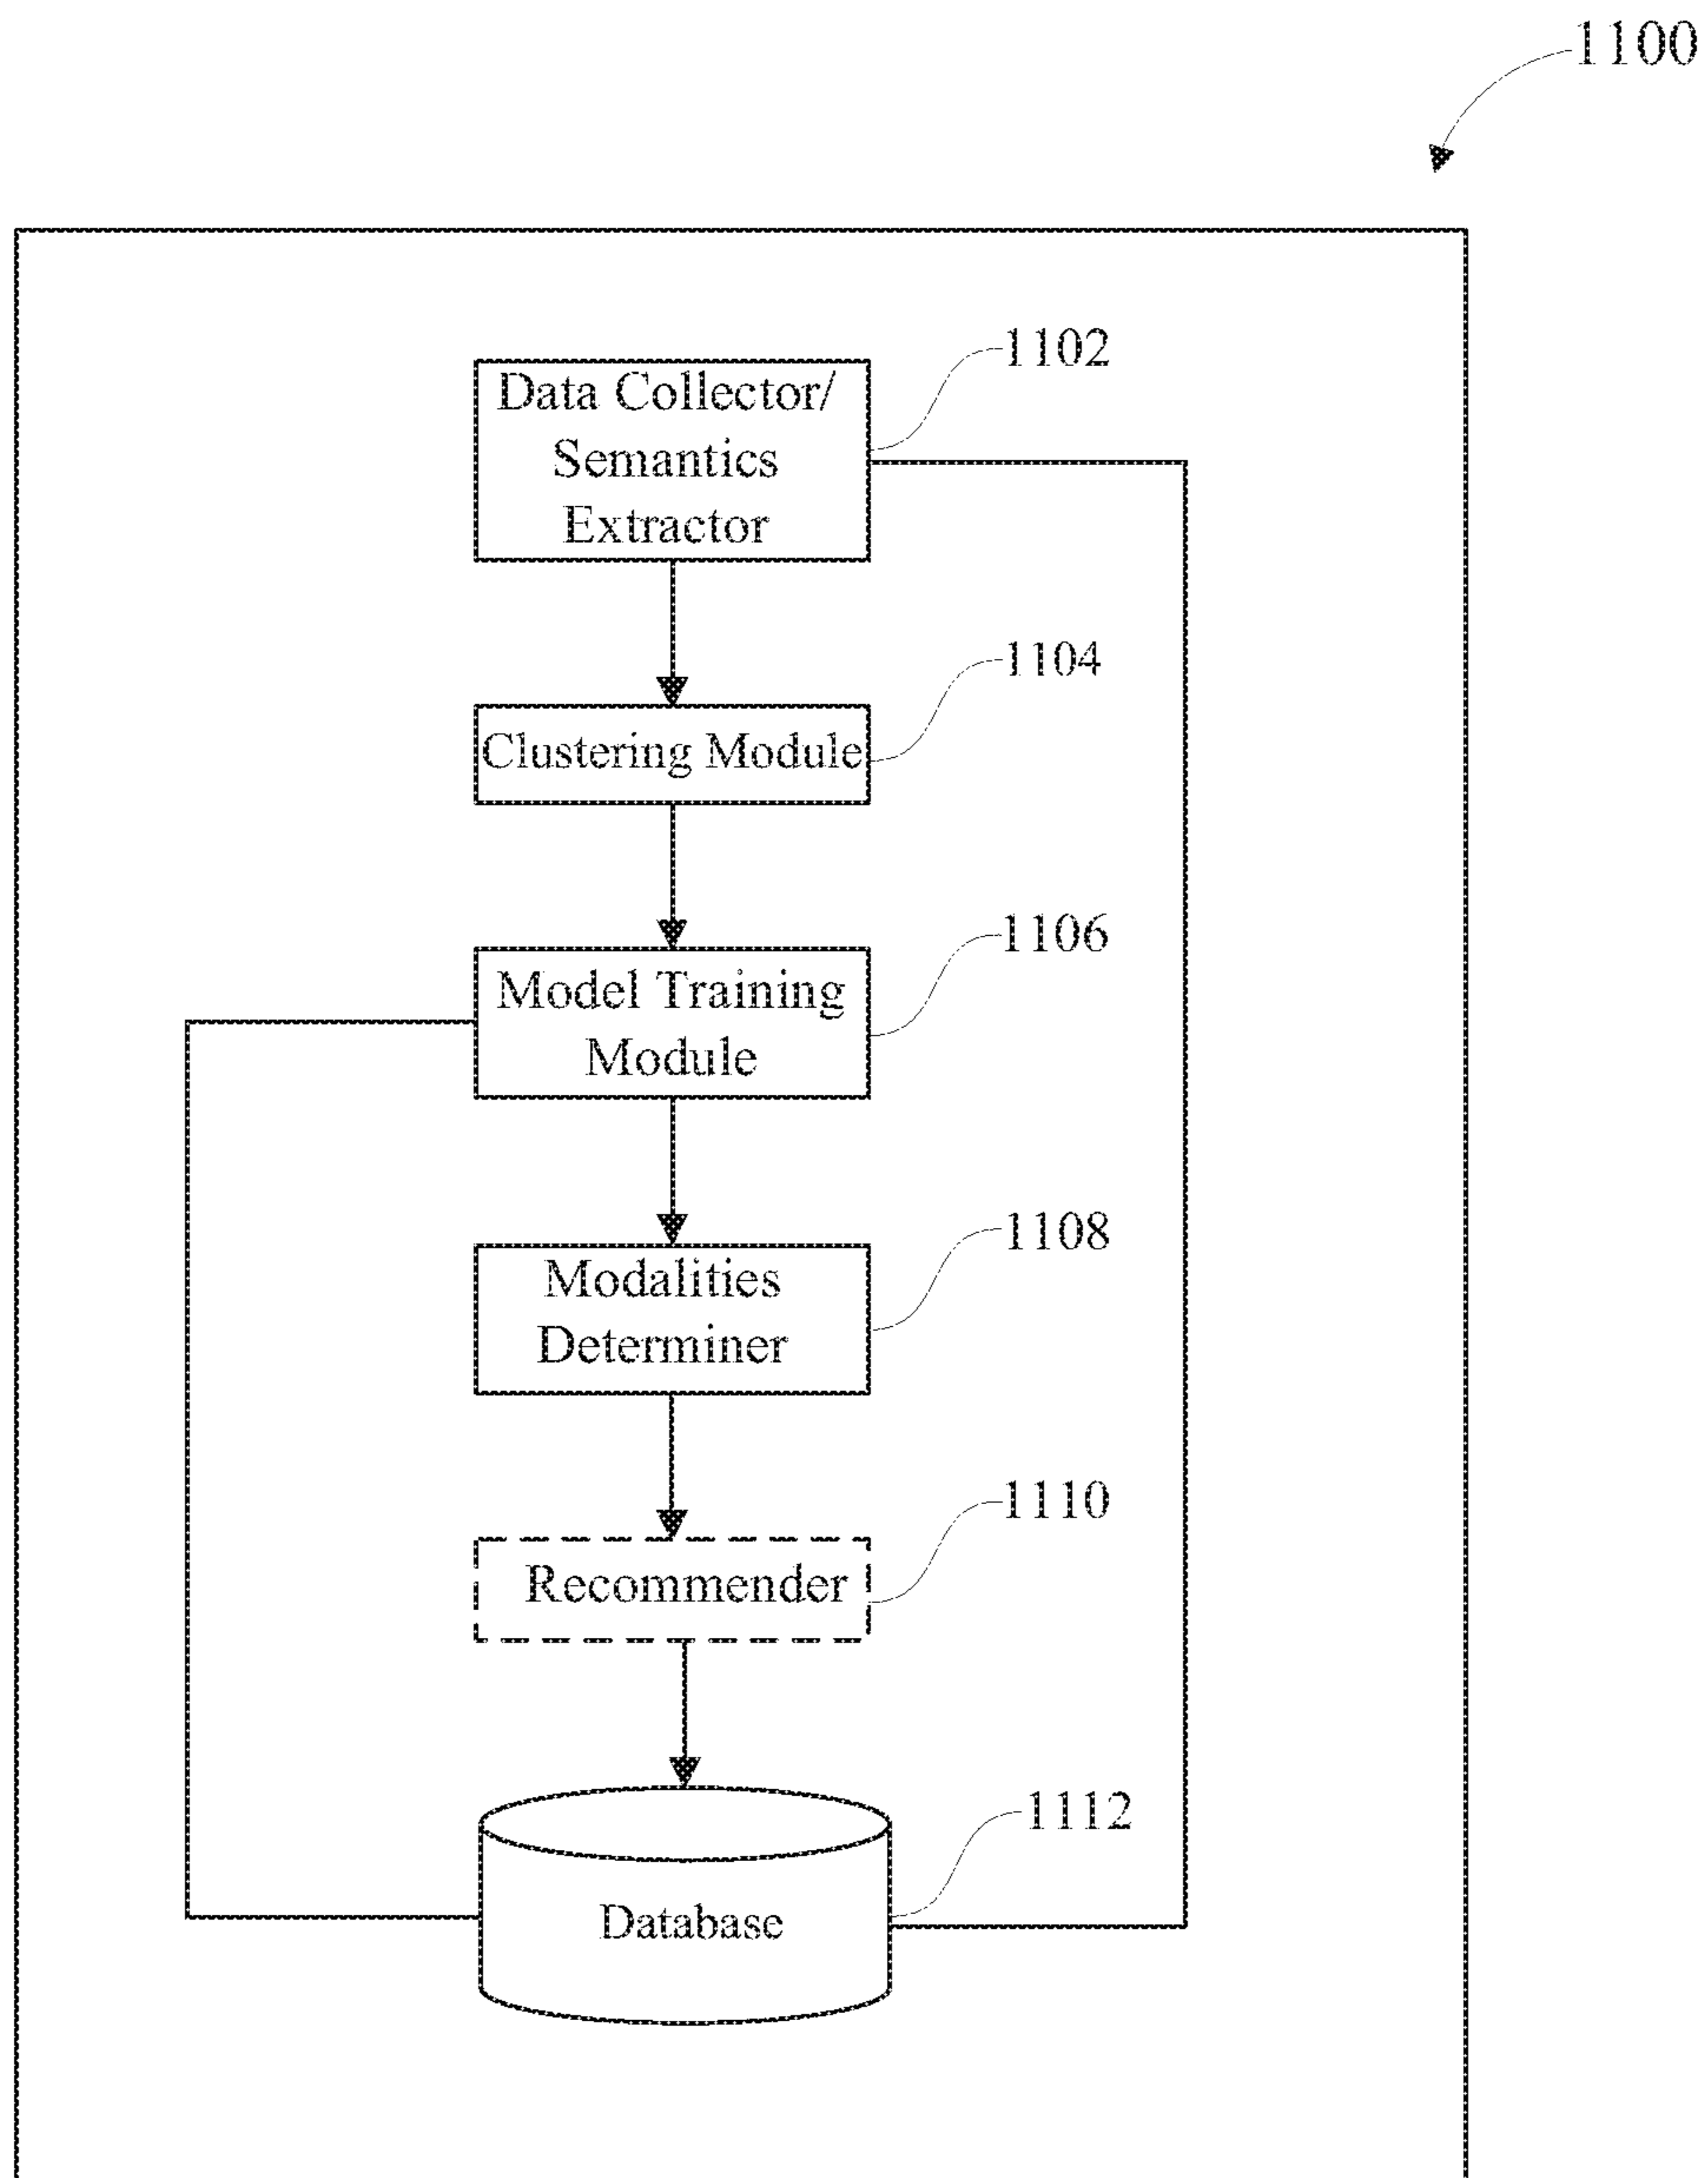 1100
1102
Data Collector/
Semantics
Extractor
1104
Clustering Module
1106
Model Training
Module
1108
Modalities
Determiner
1110
Recommender
1112
Database